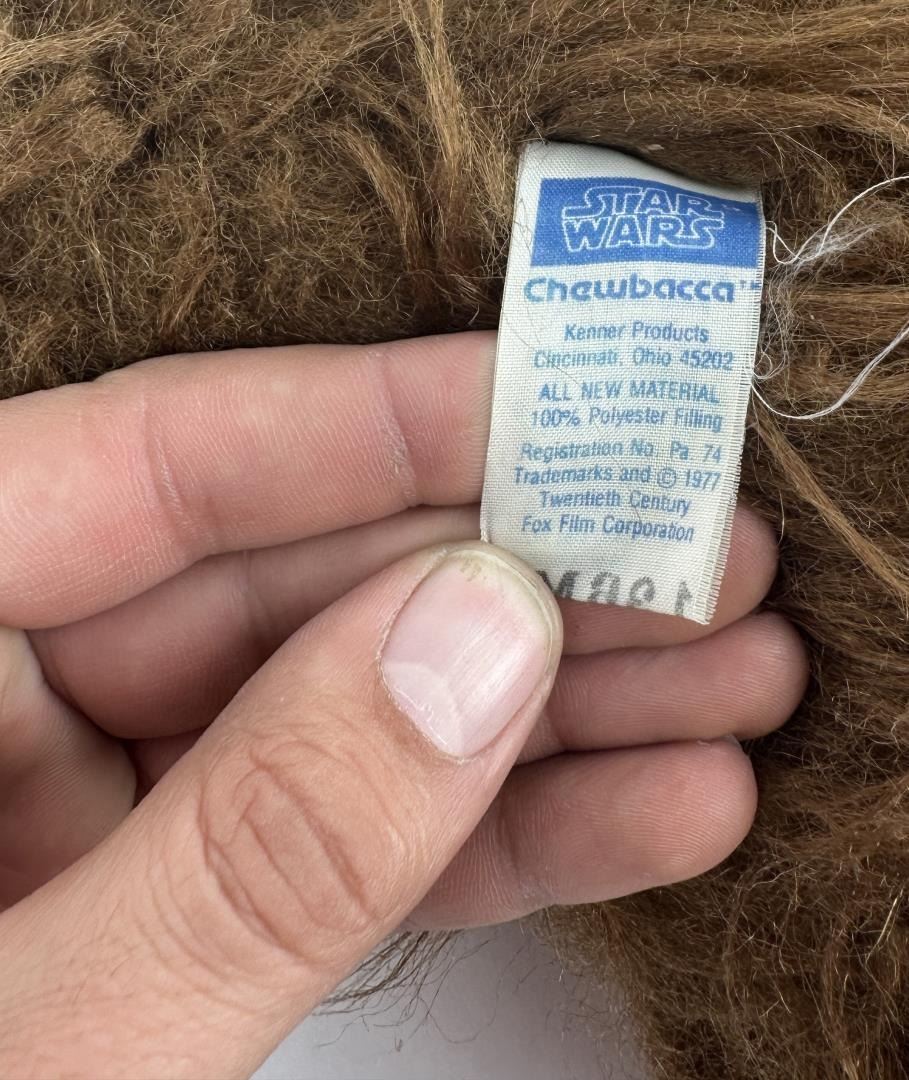 STAR
WARS™
Chewbacca™
Kenner Products
Cincinnati, Ohio 45202
ALL NEW MATERIAL
100% Polyester Filling
Registration No. Pa 74
Trademarks and © 1977
Twentieth Century
Fox Film Corporation